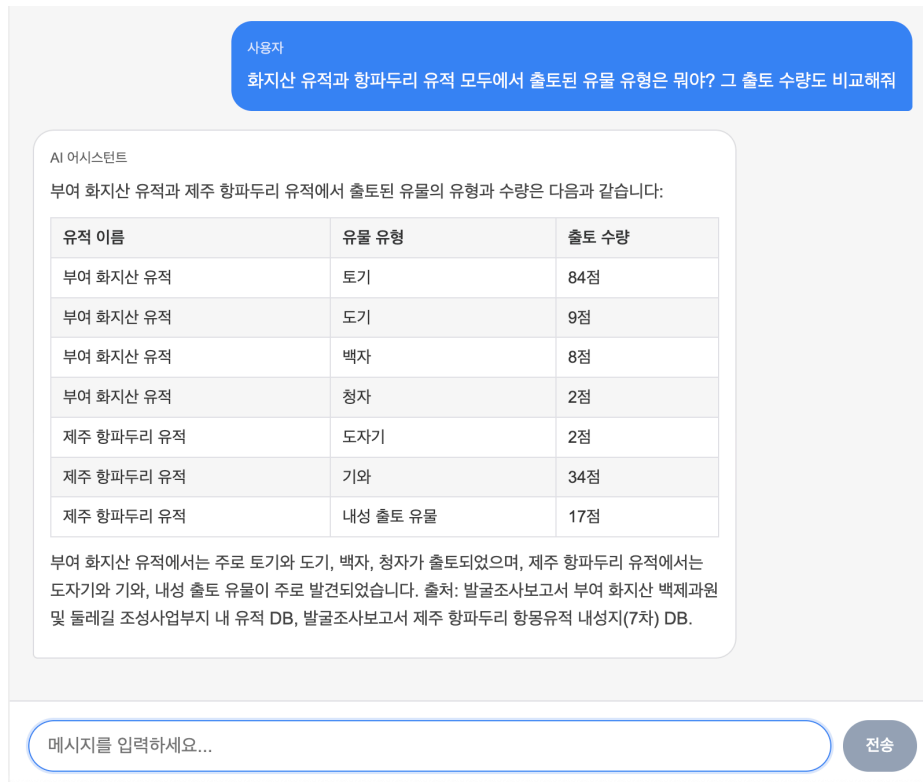 사용자
화지산 유적과 항파두리 유적 모두에서 출토된 유물 유형은 뭐야? 그 출토 수량도 비교해줘
AI 어시스턴트
부여 화지산 유적과 제주 항파두리 유적에서 출토된 유물의 유형과 수량은 다음과 같습니다:
유적 이름 유물 유형 출토 수량
부여 화지산 유적 토기 84점
부여 화지산 유적 도기 9점
부여 화지산 유적 백자 8점
부여 화지산 유적 청자 2점
제주 항파두리 유적 도자기 2점
제주 항파두리 유적 기와 34점
제주 항파두리 유적 내성 출토 유물 17점
부여 화지산 유적에서는 주로 토기와 도기, 백자, 청자가 출토되었으며, 제주 항파두리 유적에서는
도자기와 기와, 내성 출토 유물이 주로 발견되었습니다. 출처: 발굴조사보고서 부여 화지산 백제과원
및 둘레길 조성사업부지 내 유적 DB, 발굴조사보고서 제주 항파두리 항몽유적 내성지(7차) DB.
메시지를 입력하세요...
전송